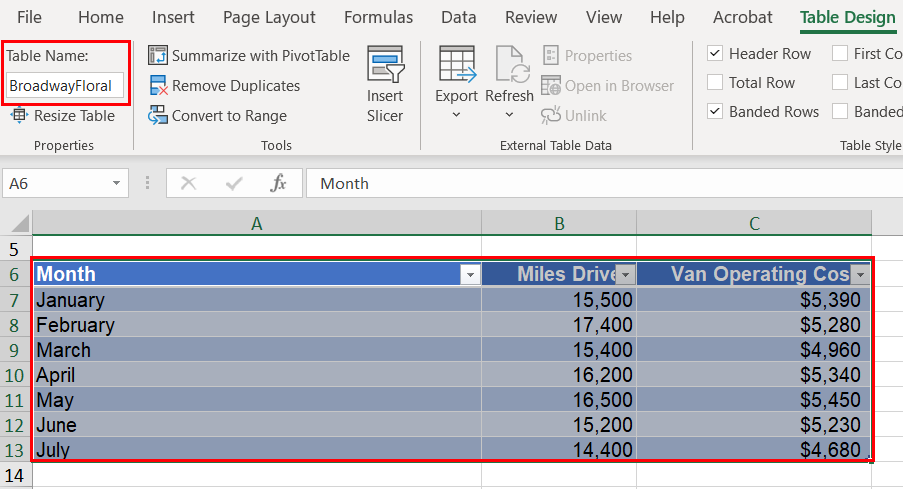 File Home Insert Page Layout Formulas Data Review View Help Acrobat Table Design
Table Name:
BroadwayFloral
Resize Table
Properties
Summarize with PivotTable
Remove Duplicates
Convert to Range
Tools
Insert
Slicer
Export
Refresh
Properties
Open in Browser
Unlink
External Table Data
Header Row
Total Row
Banded Rows
First Co
Last Co
Banded
Table Style
A6 fx Month
A B C
5
6 Month Miles Drive Van Operating Cos
7 January 15,500 $5,390
8 February 17,400 $5,280
9 March 15,400 $4,960
10 April 16,200 $5,340
11 May 16,500 $5,450
12 June 15,200 $5,230
13 July 14,400 $4,680
14